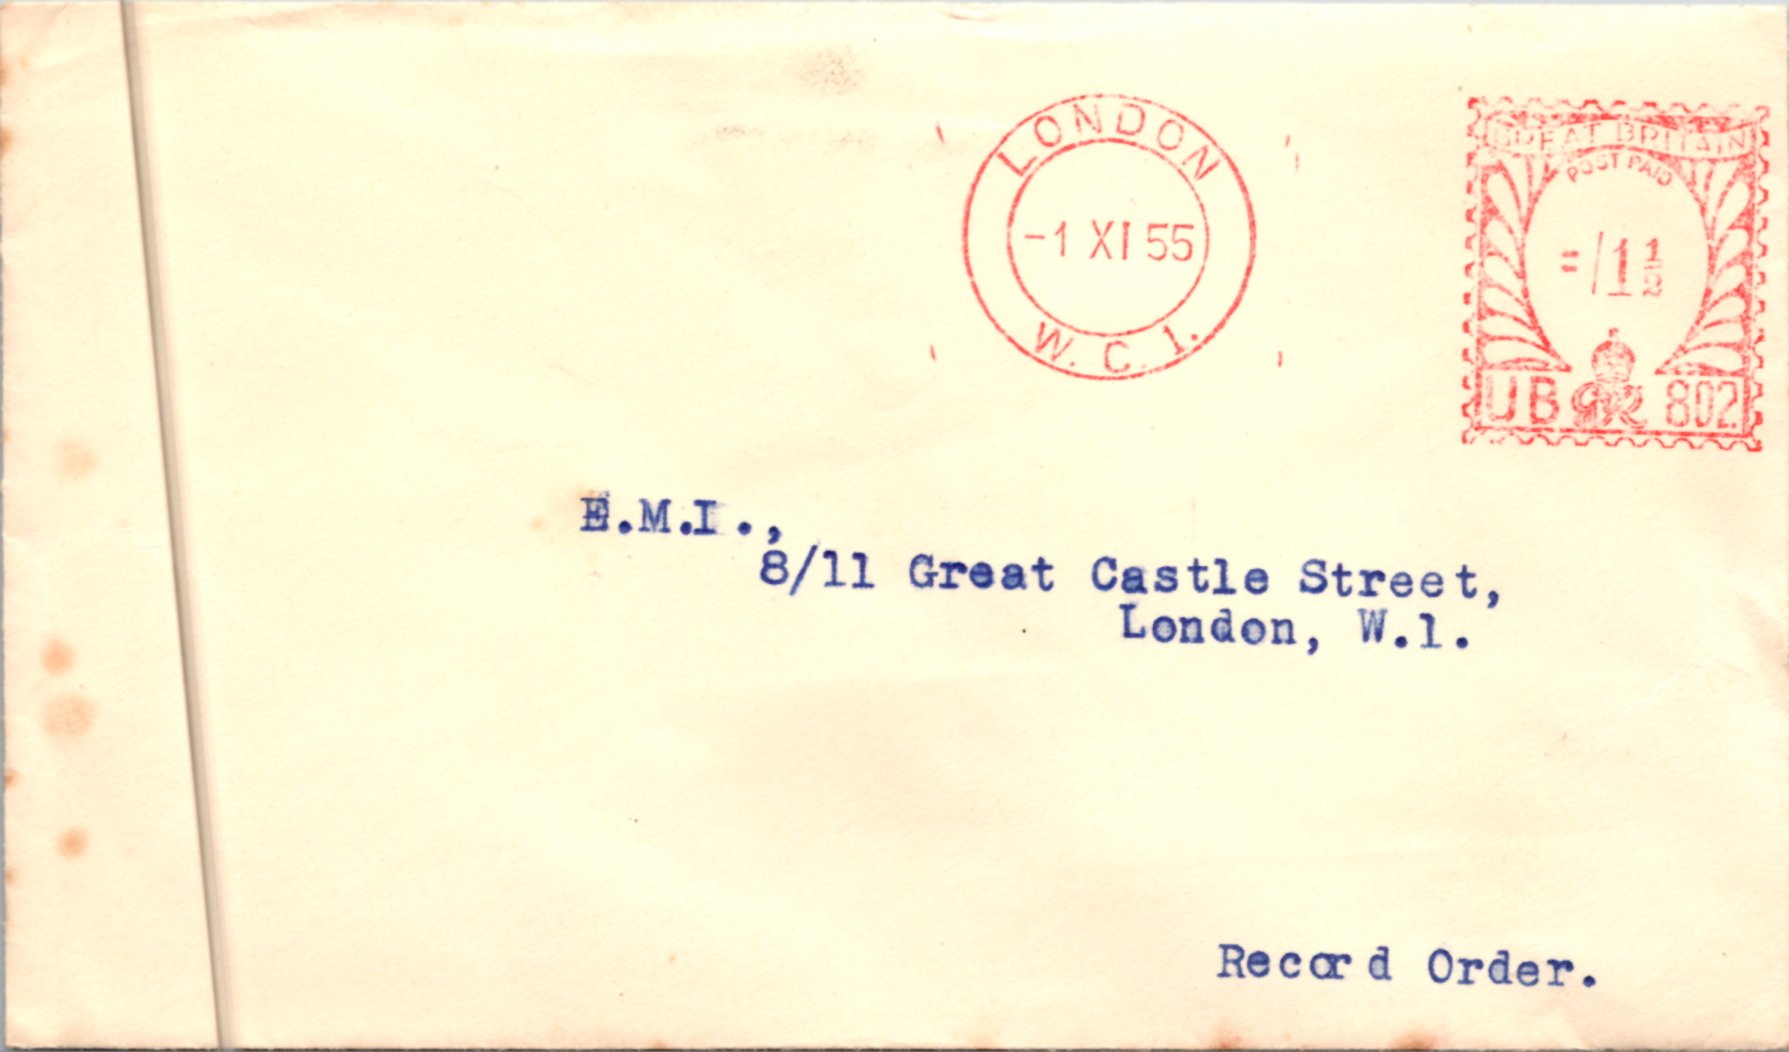 LONDON
-1 XI 55
W.C.1.
GREAT BRITAIN
POST PAID
=/1½
UB GR 802
E.M.I.,
8/11 Great Castle Street,
London, W.1.
Record Order.